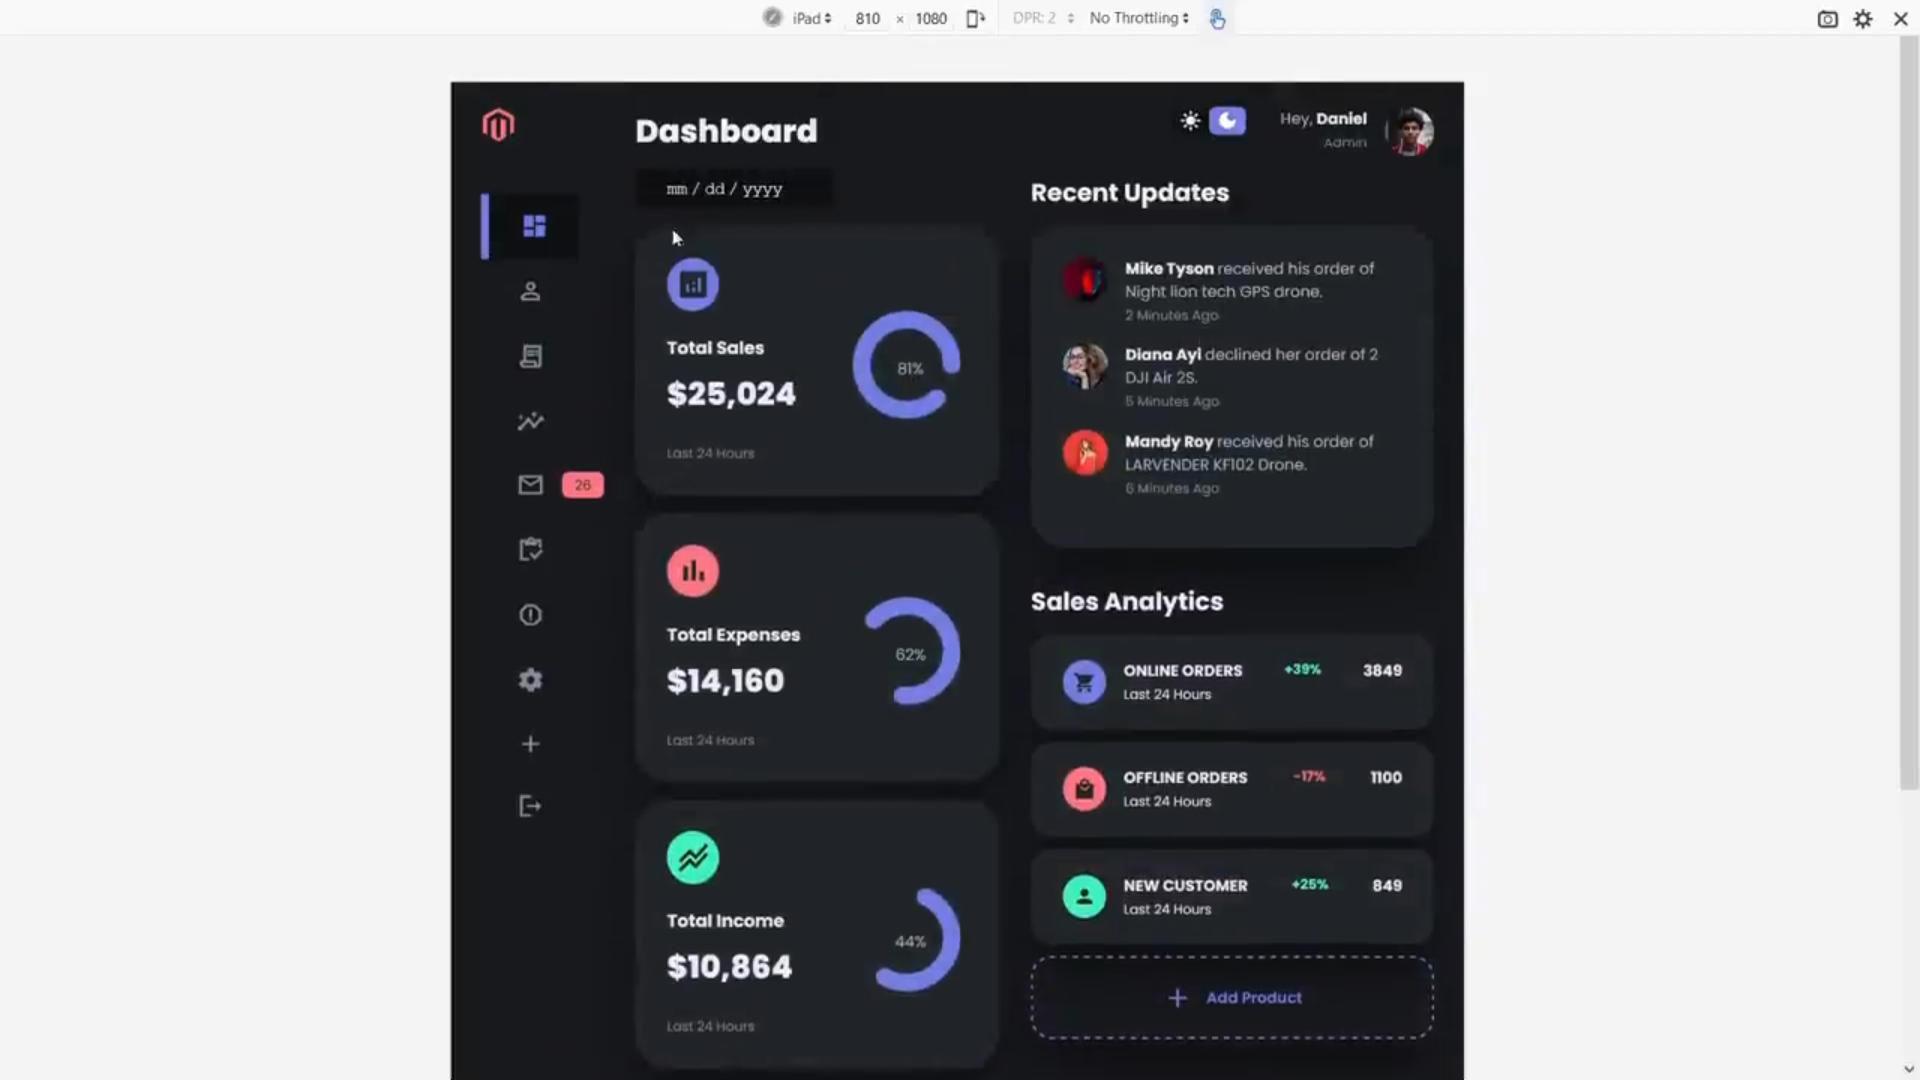 iPad 810 × 1080 DPR: 2 No Throttling
Dashboard
Hey, Daniel
Admin
mm / dd / yyyy
Total Sales
$25,024
81%
Last 24 Hours
26
Total Expenses
$14,160
62%
Last 24 Hours
Total Income
$10,864
44%
Last 24 Hours
Recent Updates
Mike Tyson received his order of
Night lion tech GPS drone.
2 Minutes Ago
Diana Ayi declined her order of 2
DJI Air 2S.
5 Minutes Ago
Mandy Roy received his order of
LARVENDER KF102 Drone.
6 Minutes Ago
Sales Analytics
ONLINE ORDERS +39% 3849
Last 24 Hours
OFFLINE ORDERS -17% 1100
Last 24 Hours
NEW CUSTOMER +25% 849
Last 24 Hours
Add Product